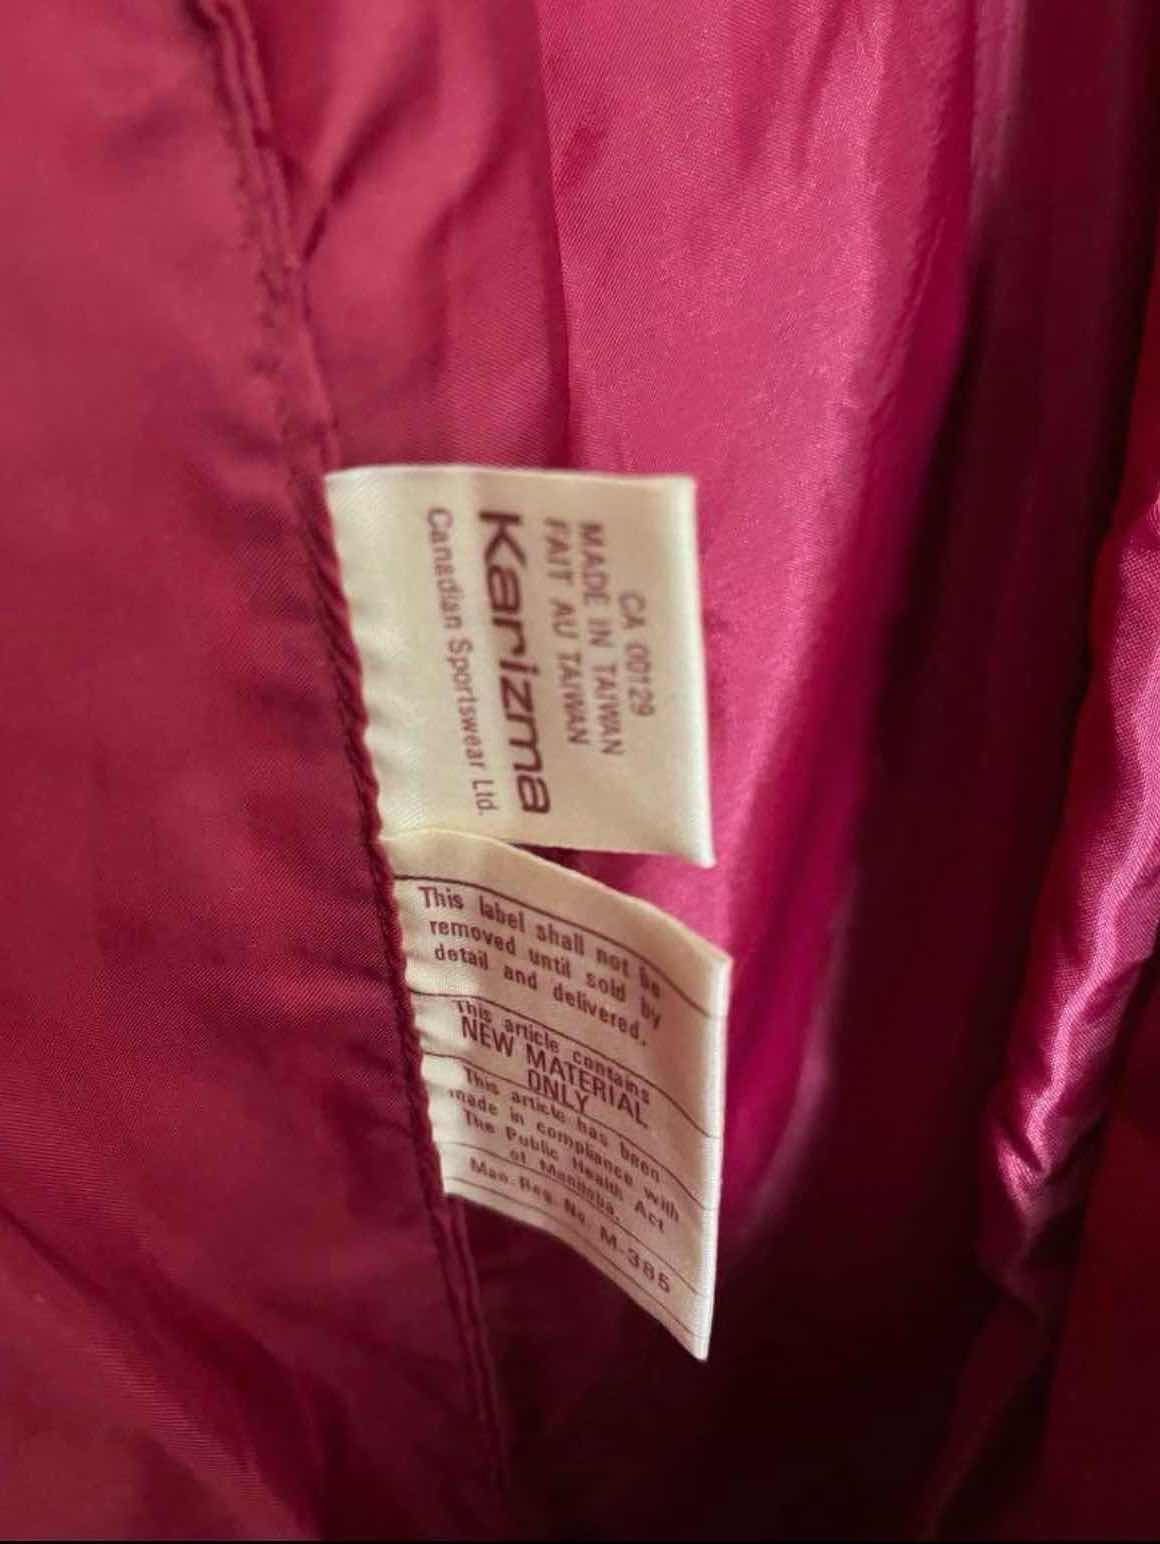 CA 00129
MADE IN TAIWAN
FAIT AU TAIWAN
Karizma
Canadian Sportswear Ltd.
This label shall not be
removed until sold by
detail and delivered.
This article contains
NEW MATERIAL
ONLY
This article has been
made in compliance with
The Public Health Act
of Manitoba.
Man. Reg. No. M-385